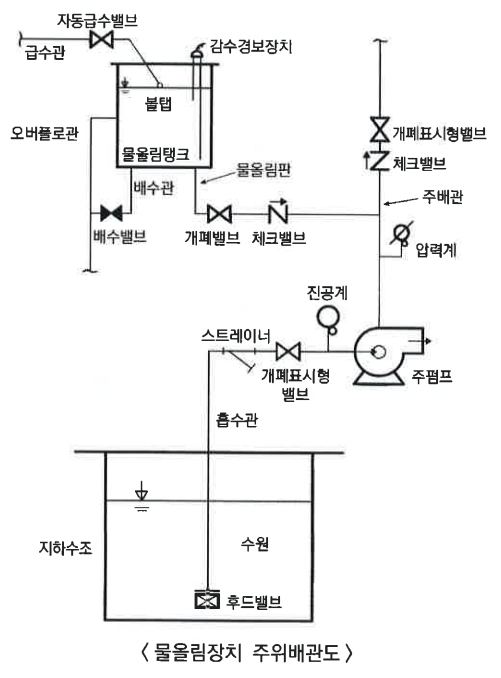 자동급수밸브
급수관
감수경보장치
볼탭
오버플로관
물올림탱크
배수관
물올림판
배수밸브
개폐밸브
체크밸브
개폐표시형밸브
체크밸브
주배관
압력계
진공계
스트레이너
개폐표시형
밸브
주펌프
흡수관
지하수조
수원
후드밸브
〈 물올림장치 주위배관도 〉